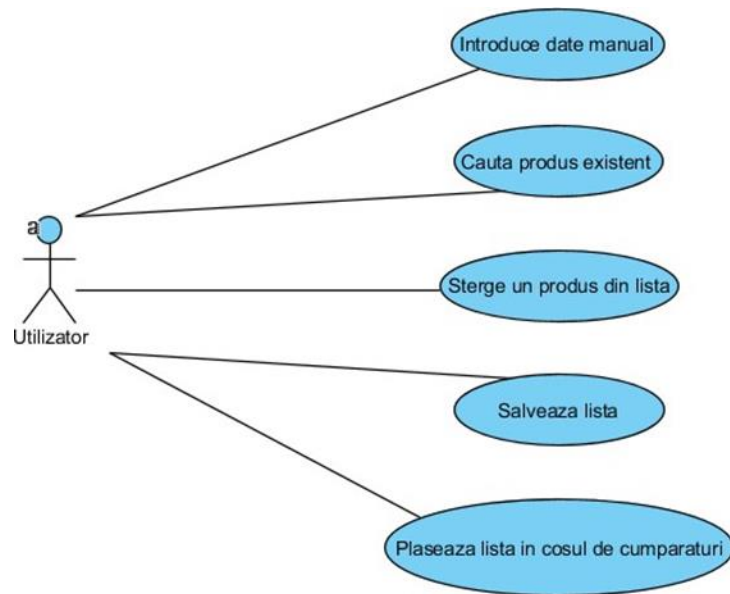 Introduce date manual
Cauta produs existent
a
Sterge un produs din lista
Utilizator
Salveaza lista
Plaseaza lista in cosul de cumparaturi